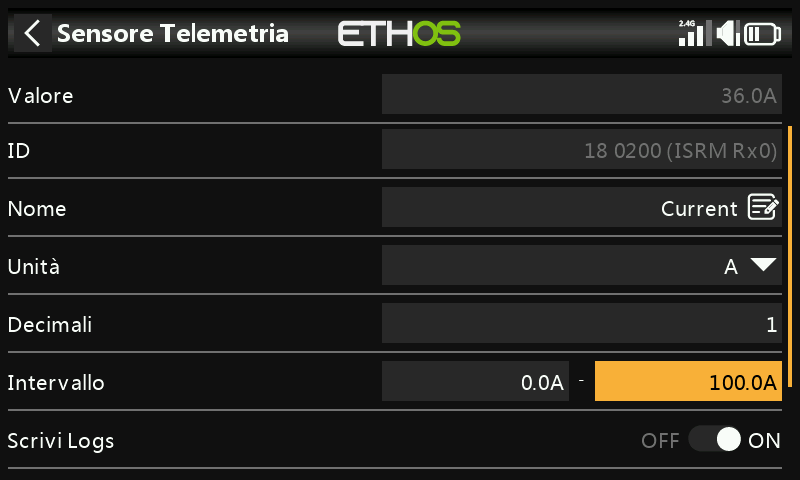 Sensore Telemetria ETHOS 2.4G
Valore 36.0A
ID 18 0200 (ISRM Rx0)
Nome Current
Unità A
Decimali 1
Intervallo 0.0A - 100.0A
Scrivi Logs OFF ON